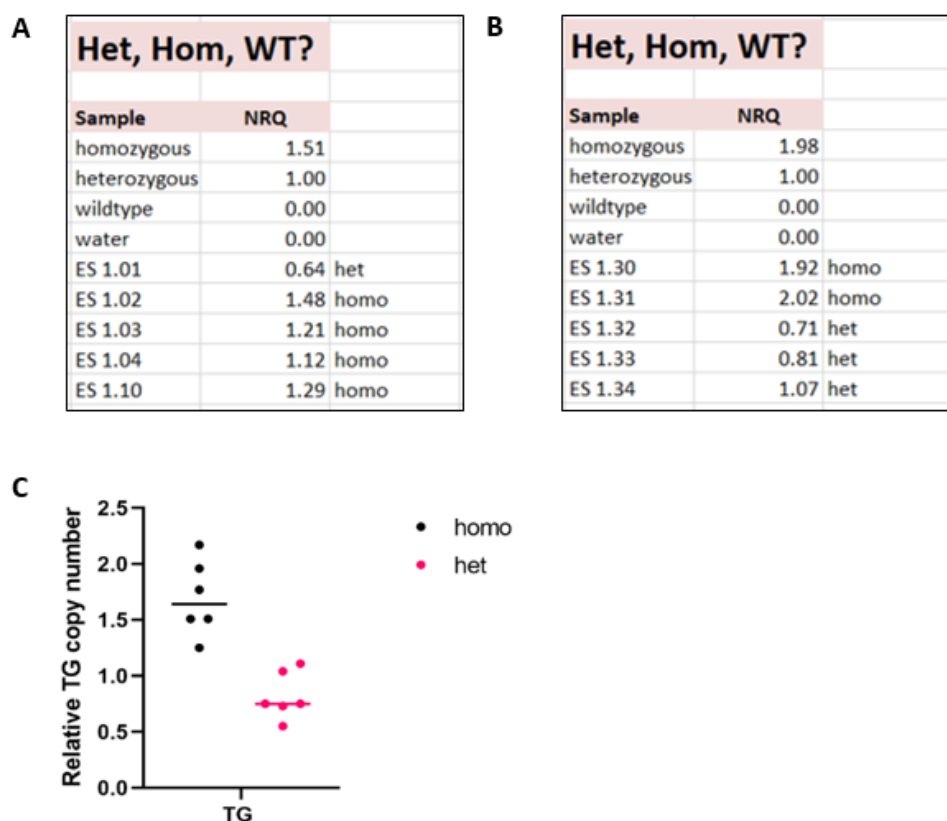 A
Het, Hom, WT?
Sample NRQ
homozygous 1.51
heterozygous 1.00
wildtype 0.00
water 0.00
ES 1.01 0.64 het
ES 1.02 1.48 homo
ES 1.03 1.21 homo
ES 1.04 1.12 homo
ES 1.10 1.29 homo
B
Het, Hom, WT?
Sample NRQ
homozygous 1.98
heterozygous 1.00
wildtype 0.00
water 0.00
ES 1.30 1.92 homo
ES 1.31 2.02 homo
ES 1.32 0.71 het
ES 1.33 0.81 het
ES 1.34 1.07 het
C
Relative TG copy number
2.5
2.0
1.5
1.0
0.5
0.0
TG
homo
het